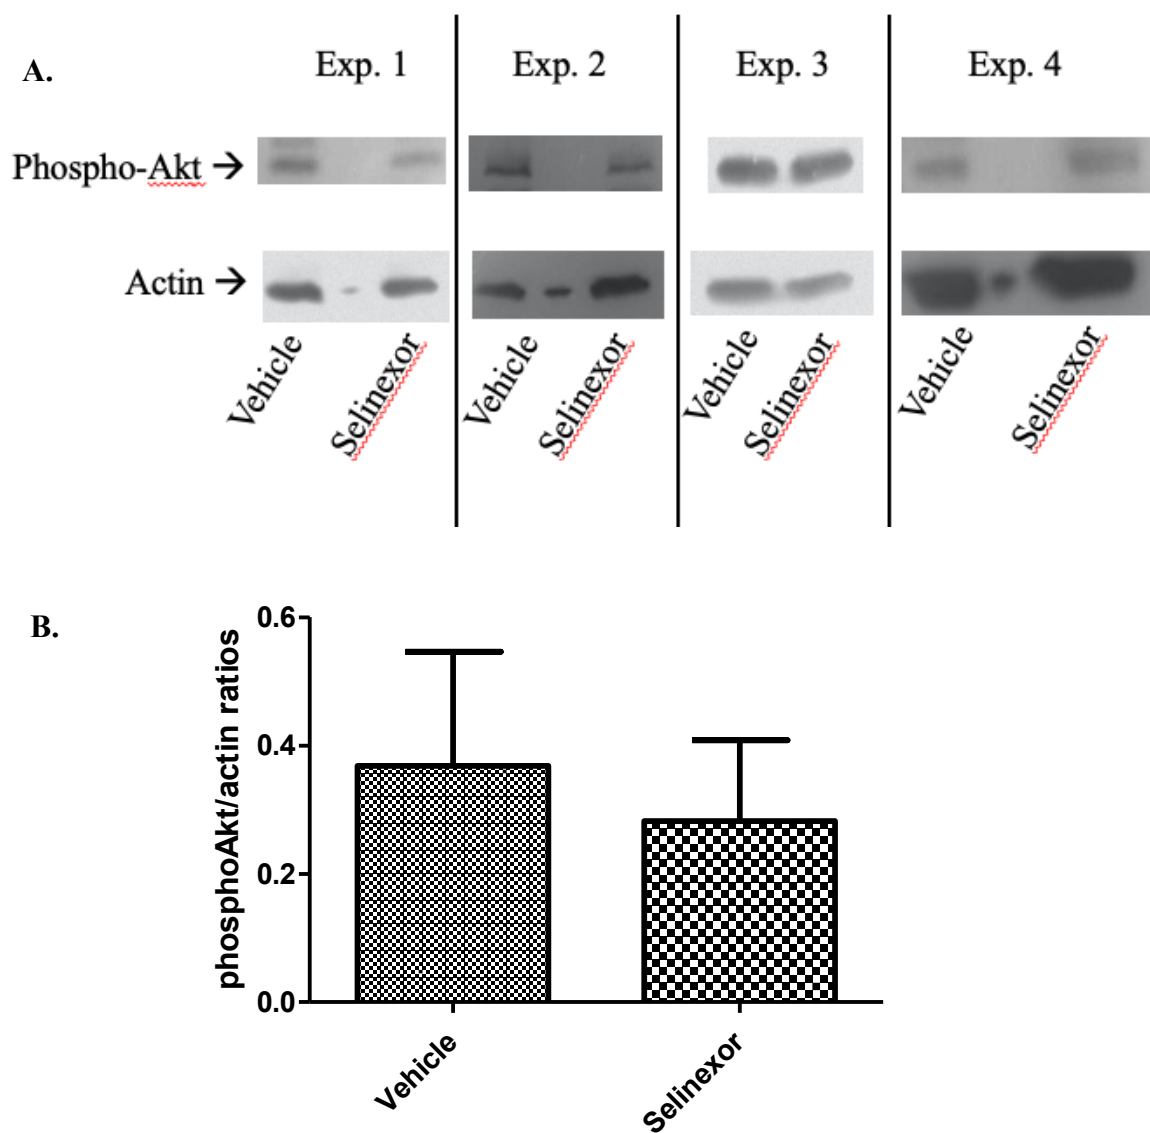 A.
Exp. 1
Exp. 2
Exp. 3
Exp. 4
Phospho-Akt →
Actin →
Vehicle
Selinexor
Vehicle
Selinexor
Vehicle
Selinexor
Vehicle
Selinexor
B.
phosphoAkt/actin ratios
0.6
0.4
0.2
0.0
Vehicle
Selinexor